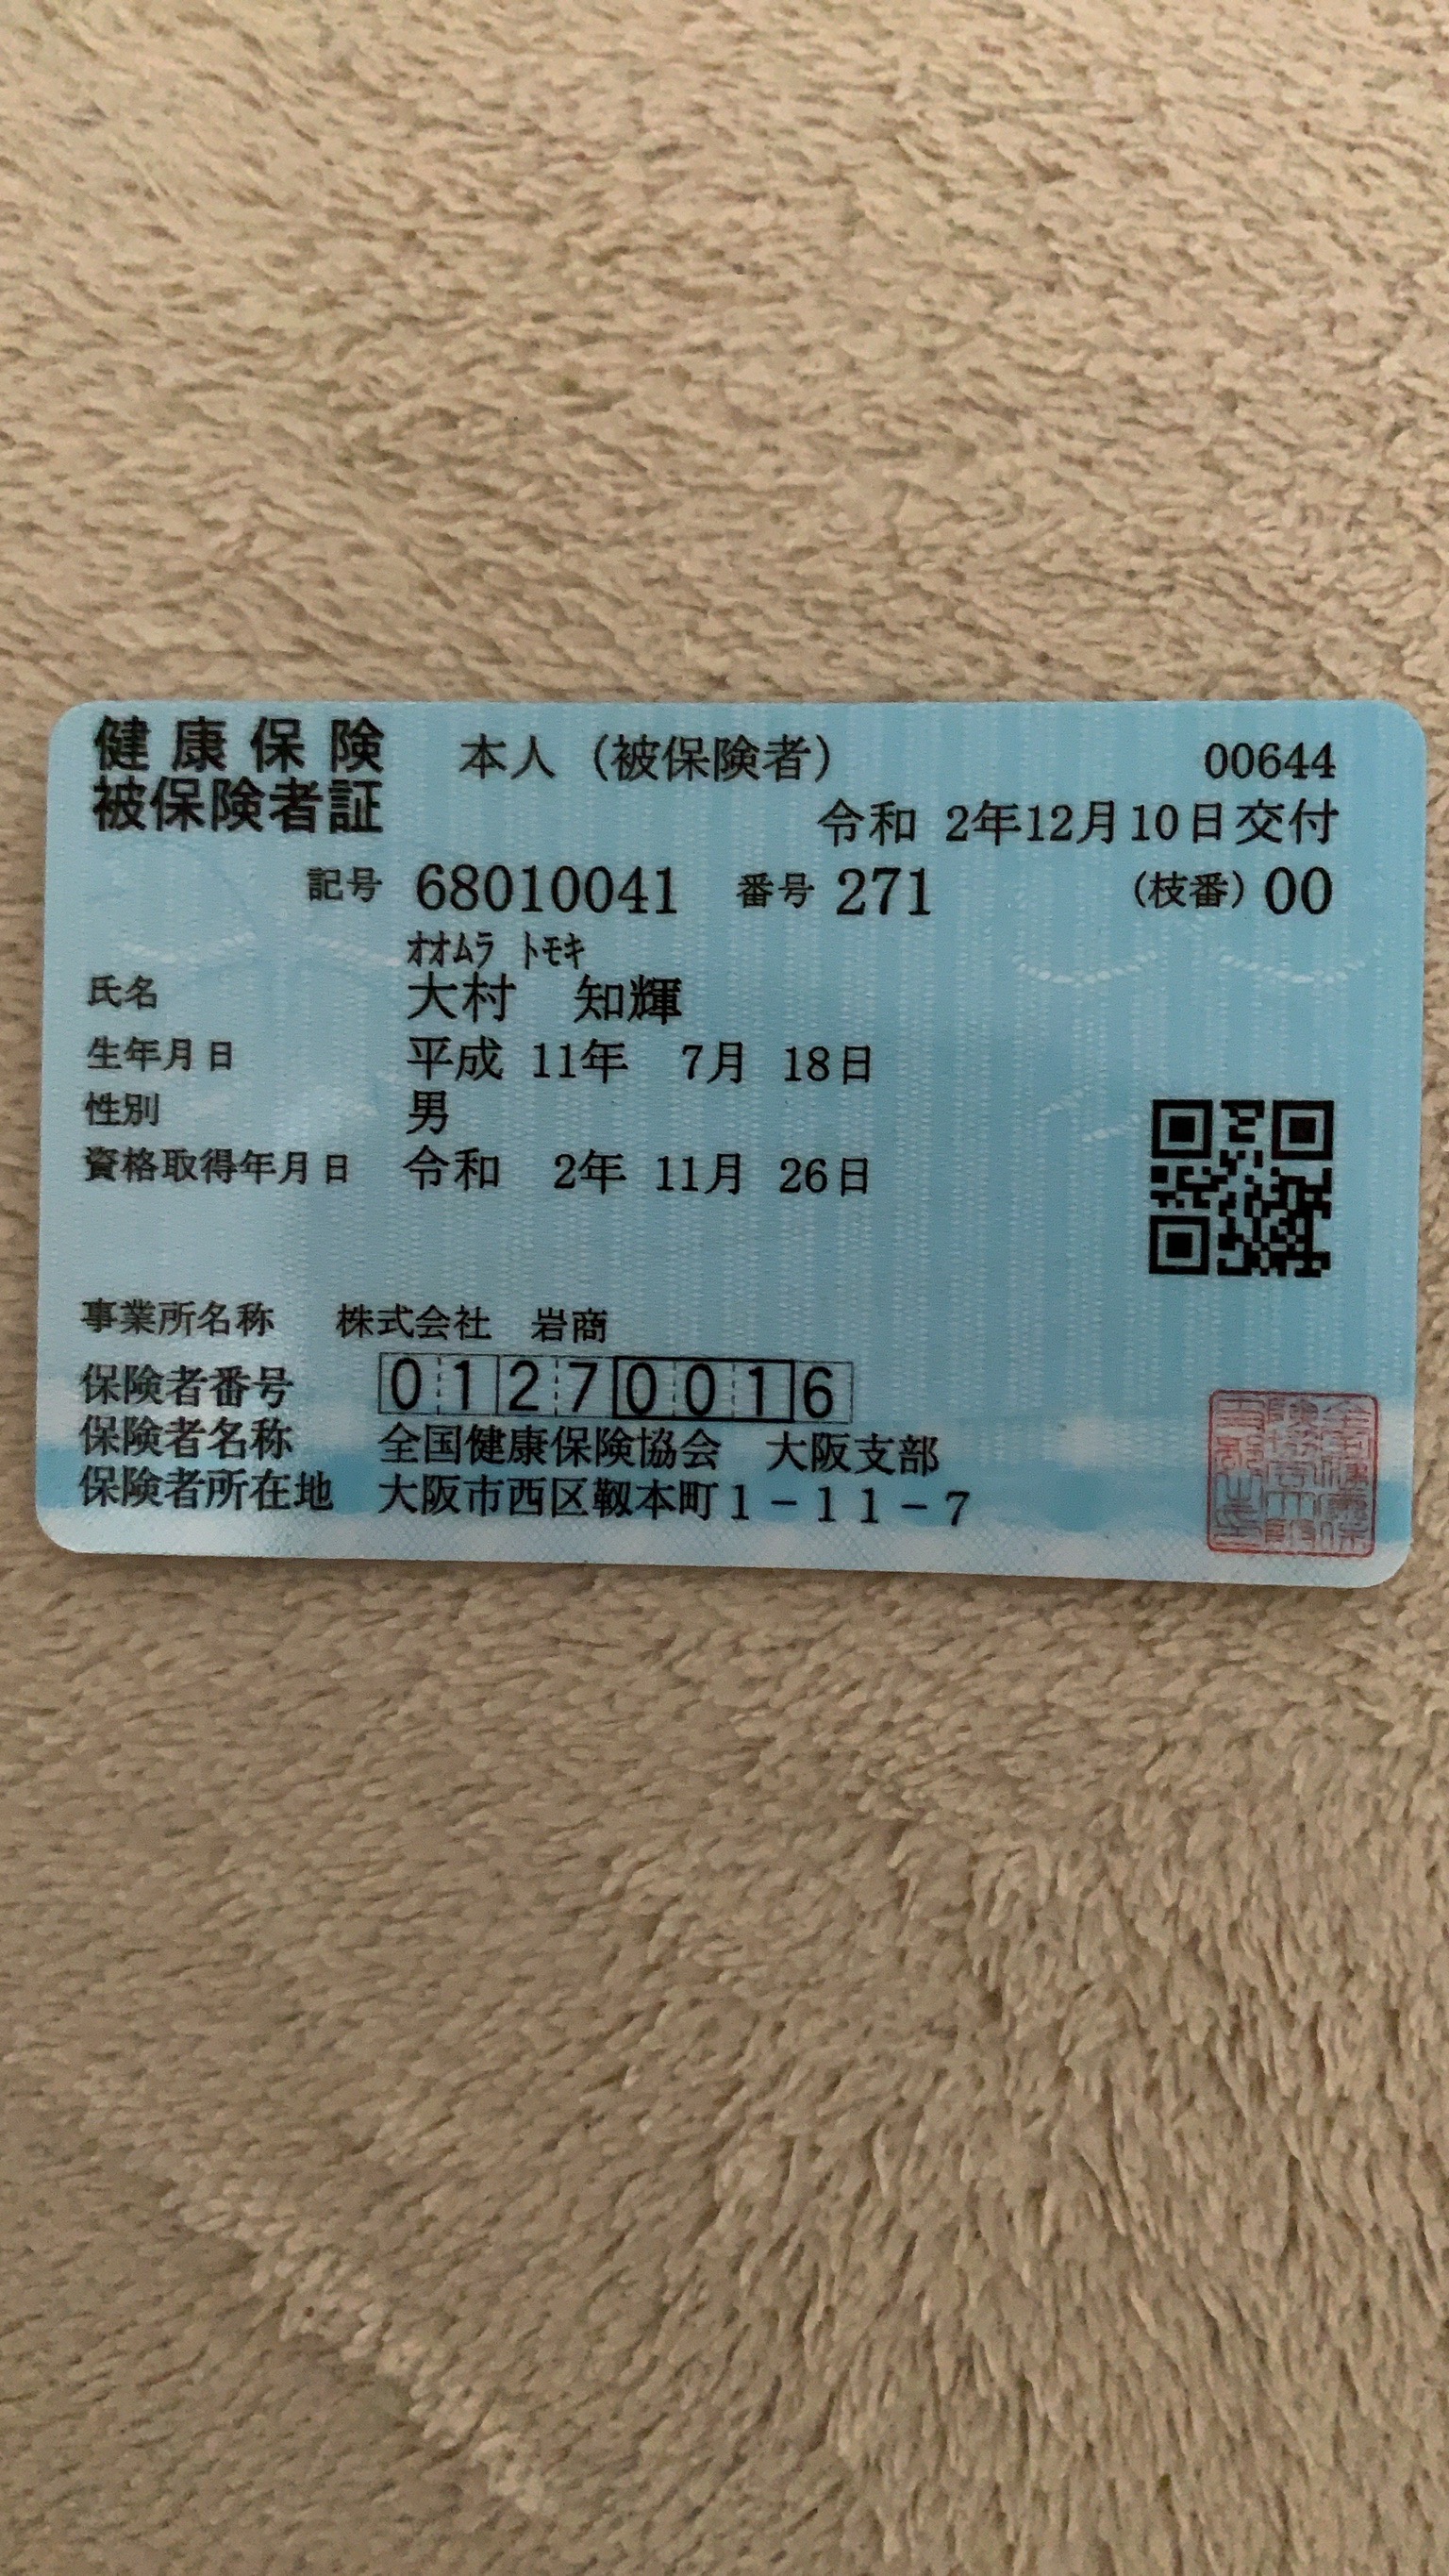 健康保険 本人（被保険者） 00644
被保険者証 令和 2年12月10日交付
記号 68010041 番号 271 （枝番）00
ｵｵﾑﾗ ﾄﾓｷ
氏名 大村 知輝
生年月日 平成 11年 7月 18日
性別 男
資格取得年月日 令和 2年 11月 26日
事業所名称 株式会社 岩商
保険者番号 01270016
保険者名称 全国健康保険協会 大阪支部
保険者所在地 大阪市西区靱本町1－11－7